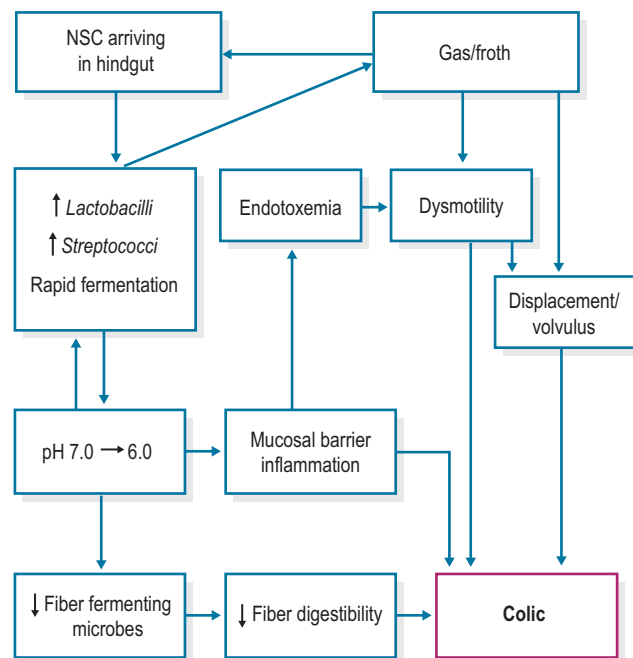 NSC arriving
in hindgut
Gas/froth
↑ Lactobacilli
↑ Streptococci
Rapid fermentation
Endotoxemia
Dysmotility
Displacement/
volvulus
pH 7.0 → 6.0
Mucosal barrier
inflammation
↓ Fiber fermenting
microbes
↓ Fiber digestibility
Colic